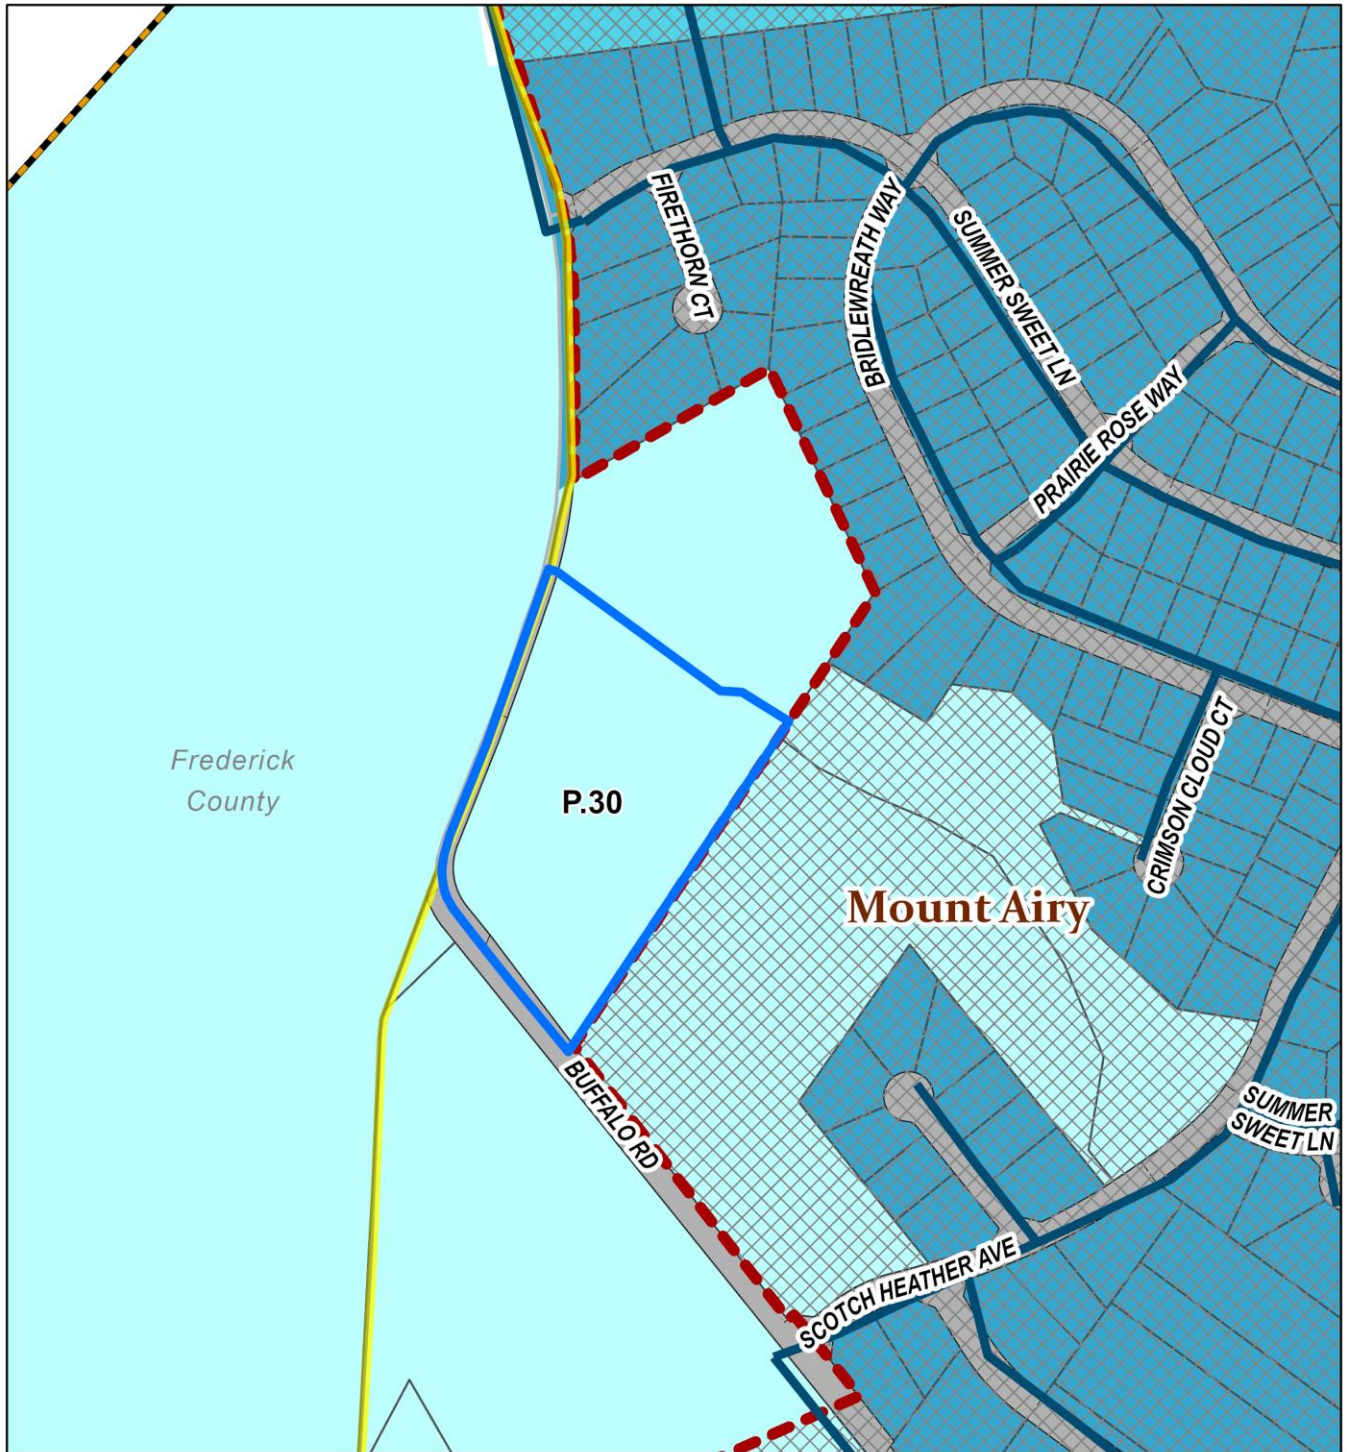 FIRETHORN CT
BRIDLEWREATH WAY
SUMMER SWEET LN
PRAIRIE ROSE WAY
CRIMSON CLOUD CT
Frederick
County
P.30
Mount Airy
BUFFALO RD
SUMMER
SWEET LN
SCOTCH HEATHER AVE